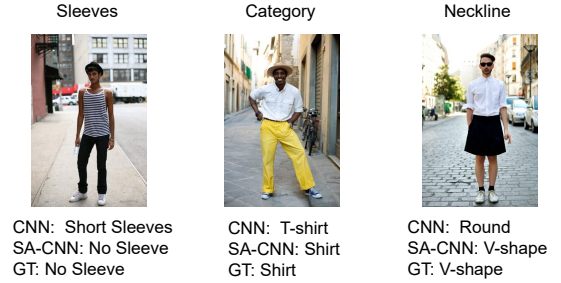 Sleeves
Category
Neckline
CNN: Short Sleeves
SA-CNN: No Sleeve
GT: No Sleeve
CNN: T-shirt
SA-CNN: Shirt
GT: Shirt
CNN: Round
SA-CNN: V-shape
GT: V-shape